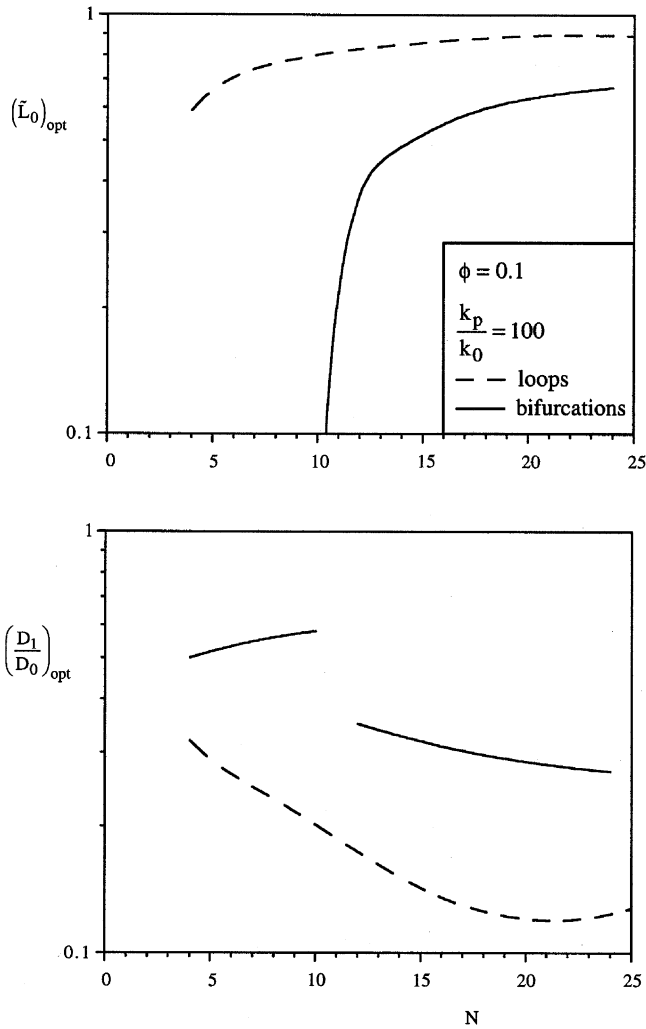 1
(L̃₀)opt
0.1
0 5 10 15 20 25
ϕ = 0.1
kp/k0 = 100
loops
bifurcations
1
(D₁/D₀)opt
0.1
0 5 10 15 20 25
N